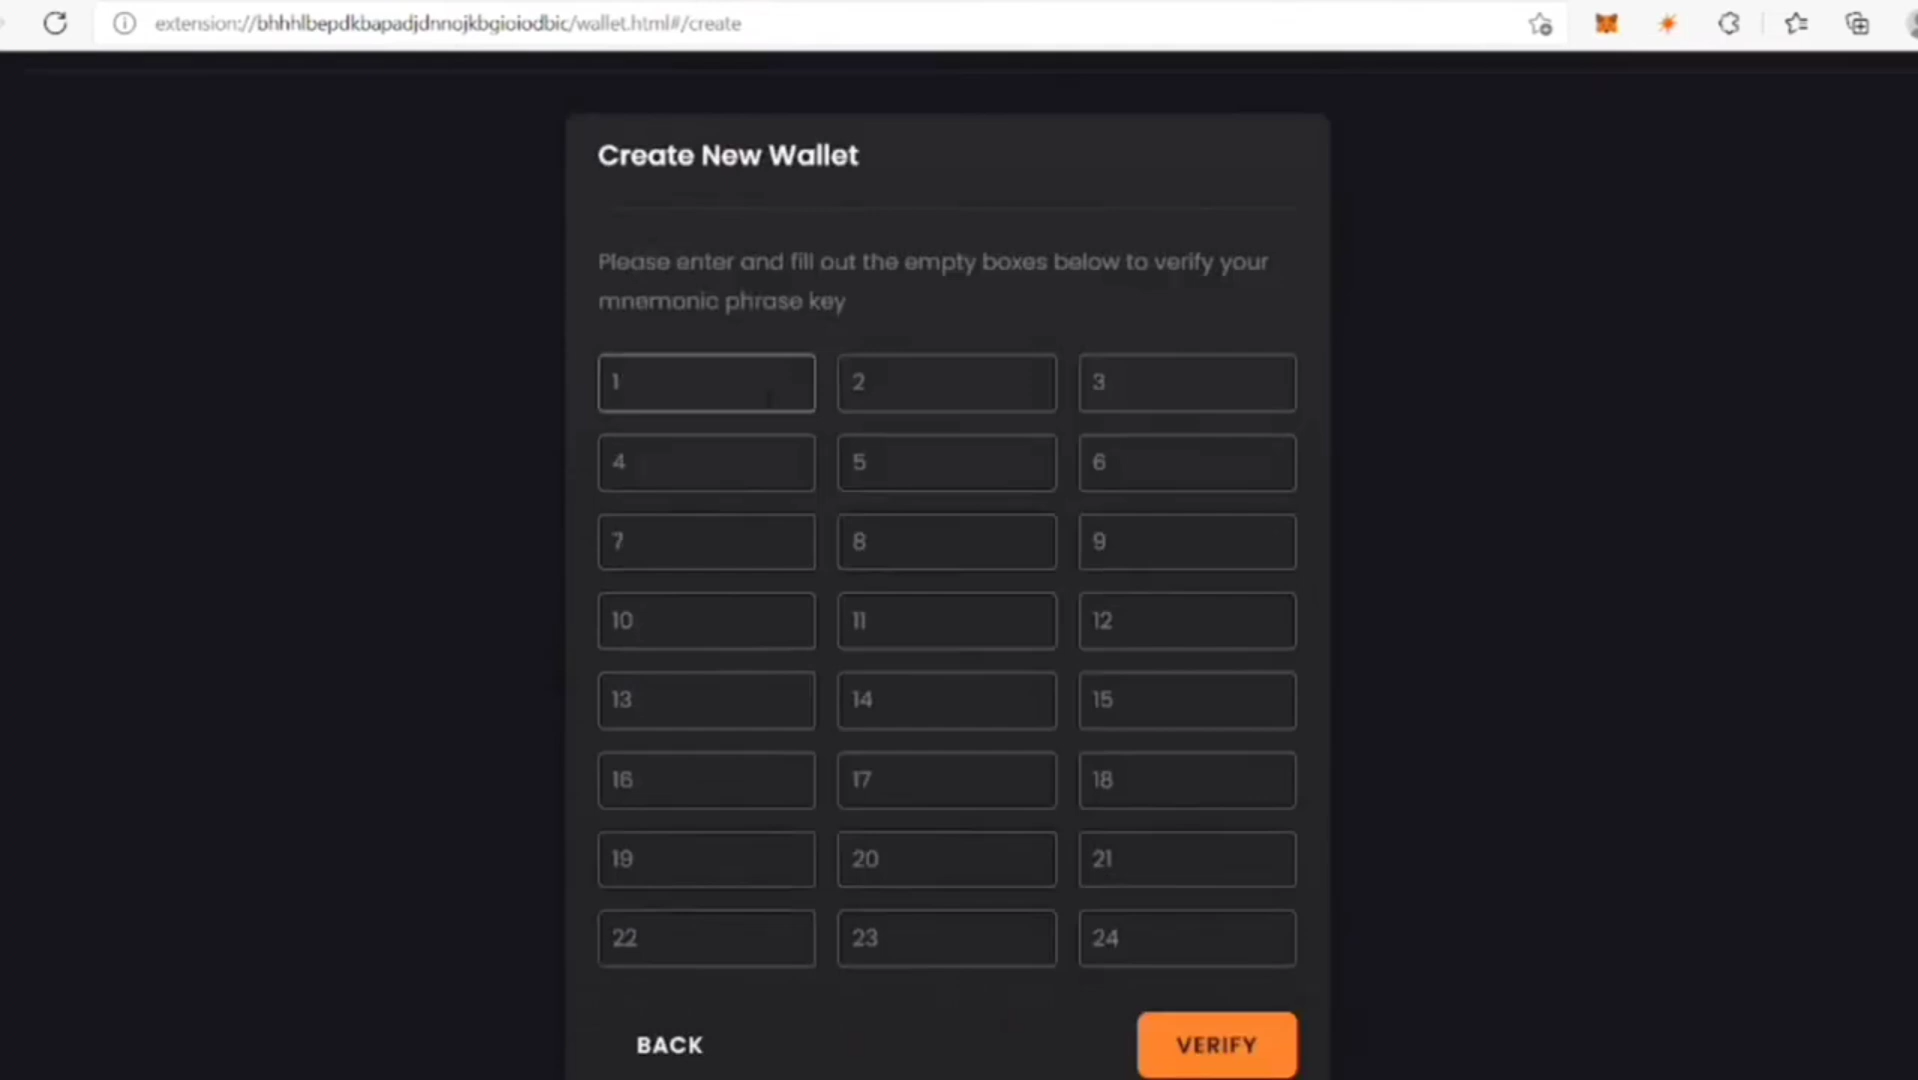 extension://bhhhlbepdkbapadjdnnojkbgioiodbic/wallet.html#/create
Create New Wallet
Please enter and fill out the empty boxes below to verify your
mnemonic phrase key
1 2 3
4 5 6
7 8 9
10 11 12
13 14 15
16 17 18
19 20 21
22 23 24
BACK VERIFY